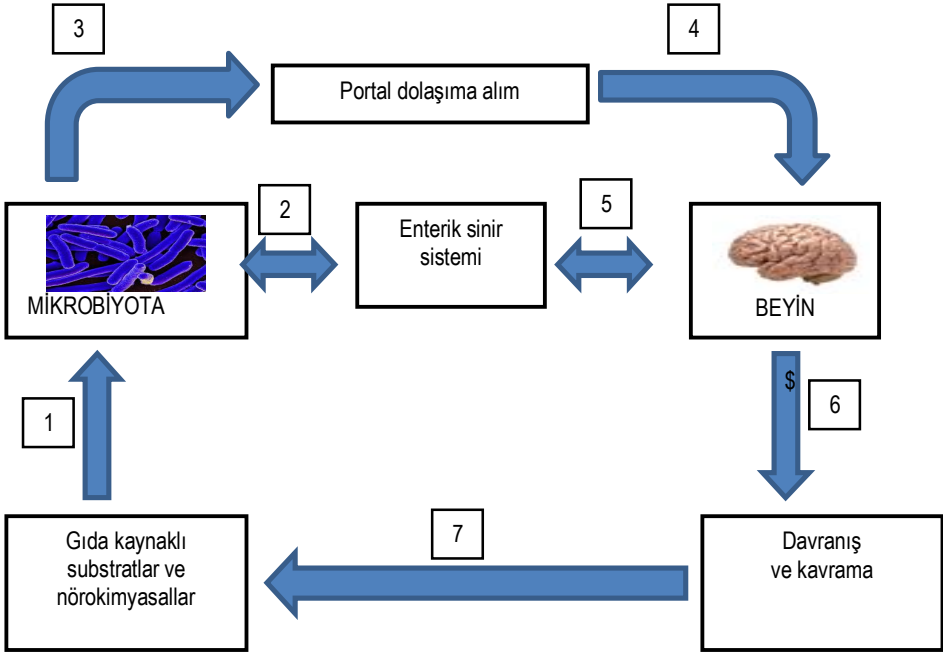 3
4
Portal dolaşıma alım
2
5
Enterik sinir
sistemi
MİKROBİYOTA
BEYİN
$
6
1
7
Gıda kaynaklı
substratlar ve
nörokimyasallar
Davranış
ve kavrama